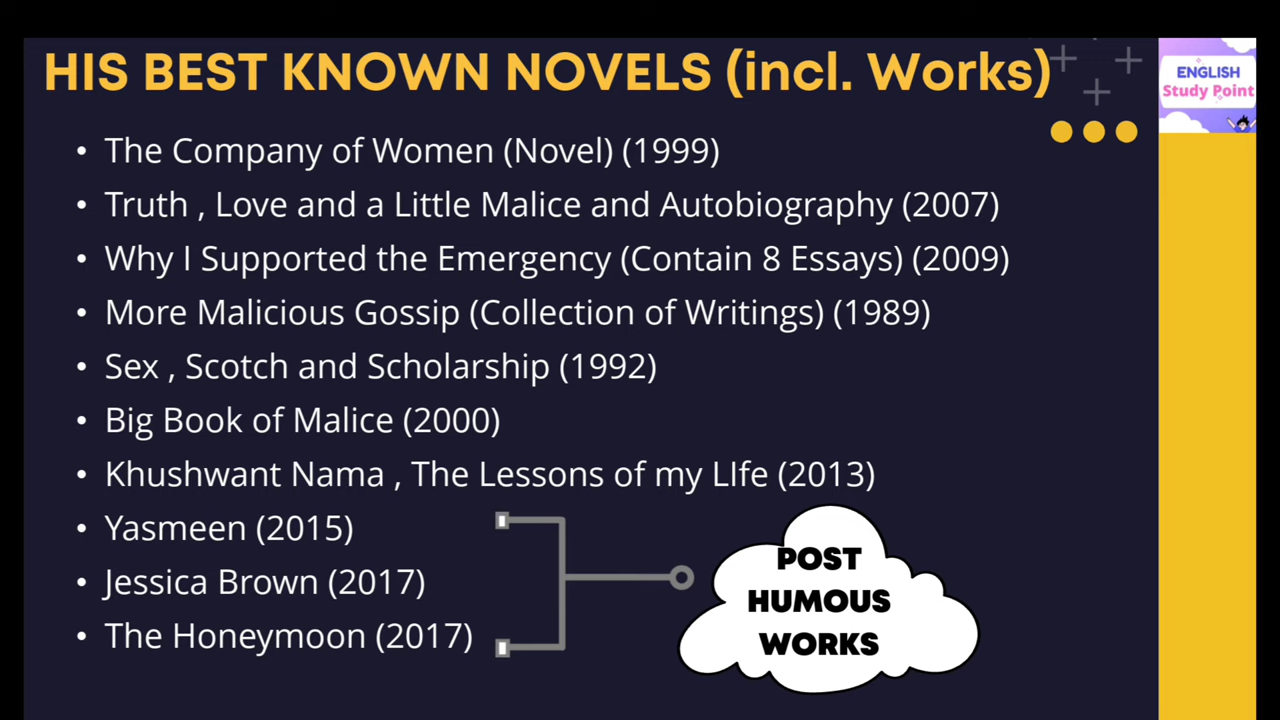 HIS BEST KNOWN NOVELS (incl. Works)
ENGLISH
Study Point
• The Company of Women (Novel) (1999)
• Truth , Love and a Little Malice and Autobiography (2007)
• Why I Supported the Emergency (Contain 8 Essays) (2009)
• More Malicious Gossip (Collection of Writings) (1989)
• Sex , Scotch and Scholarship (1992)
• Big Book of Malice (2000)
• Khushwant Nama , The Lessons of my LIfe (2013)
• Yasmeen (2015)
• Jessica Brown (2017)
• The Honeymoon (2017)
POST
HUMOUS
WORKS